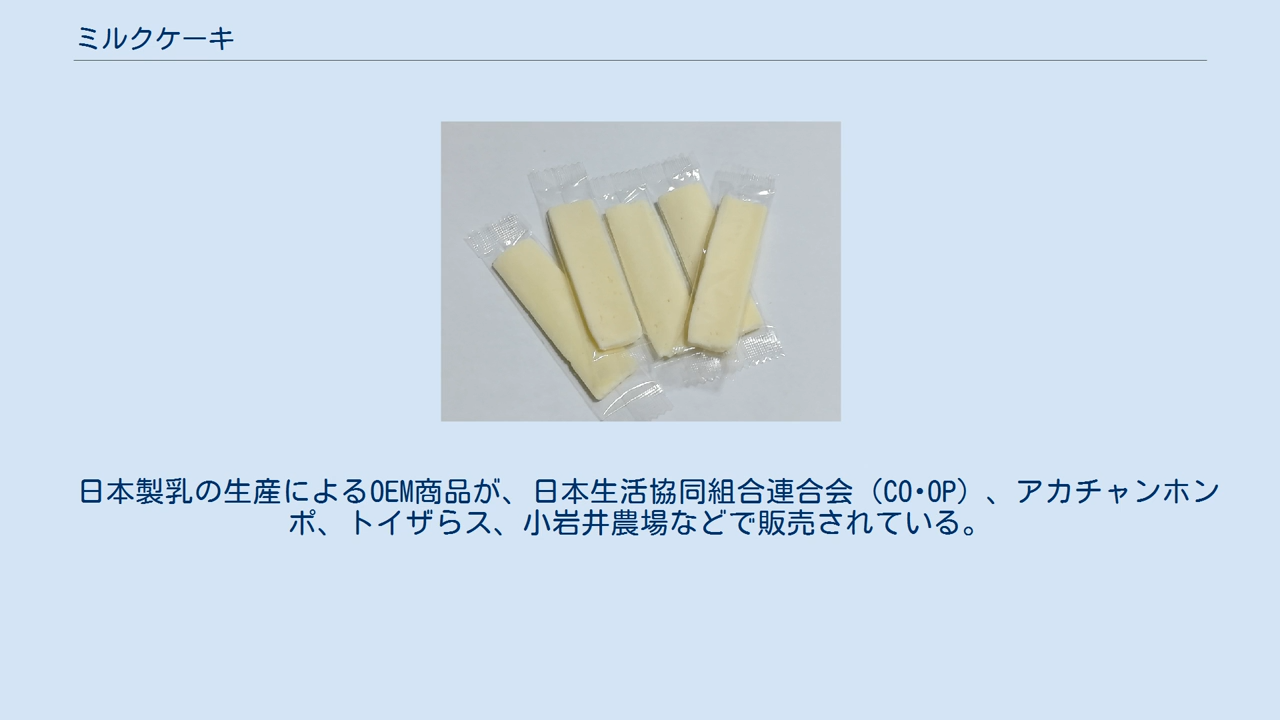 ミルクケーキ
日本製乳の生産によるOEM商品が、日本生活協同組合連合会（CO・OP）、アカチャンホン
ポ、トイザらス、小岩井農場などで販売されている。